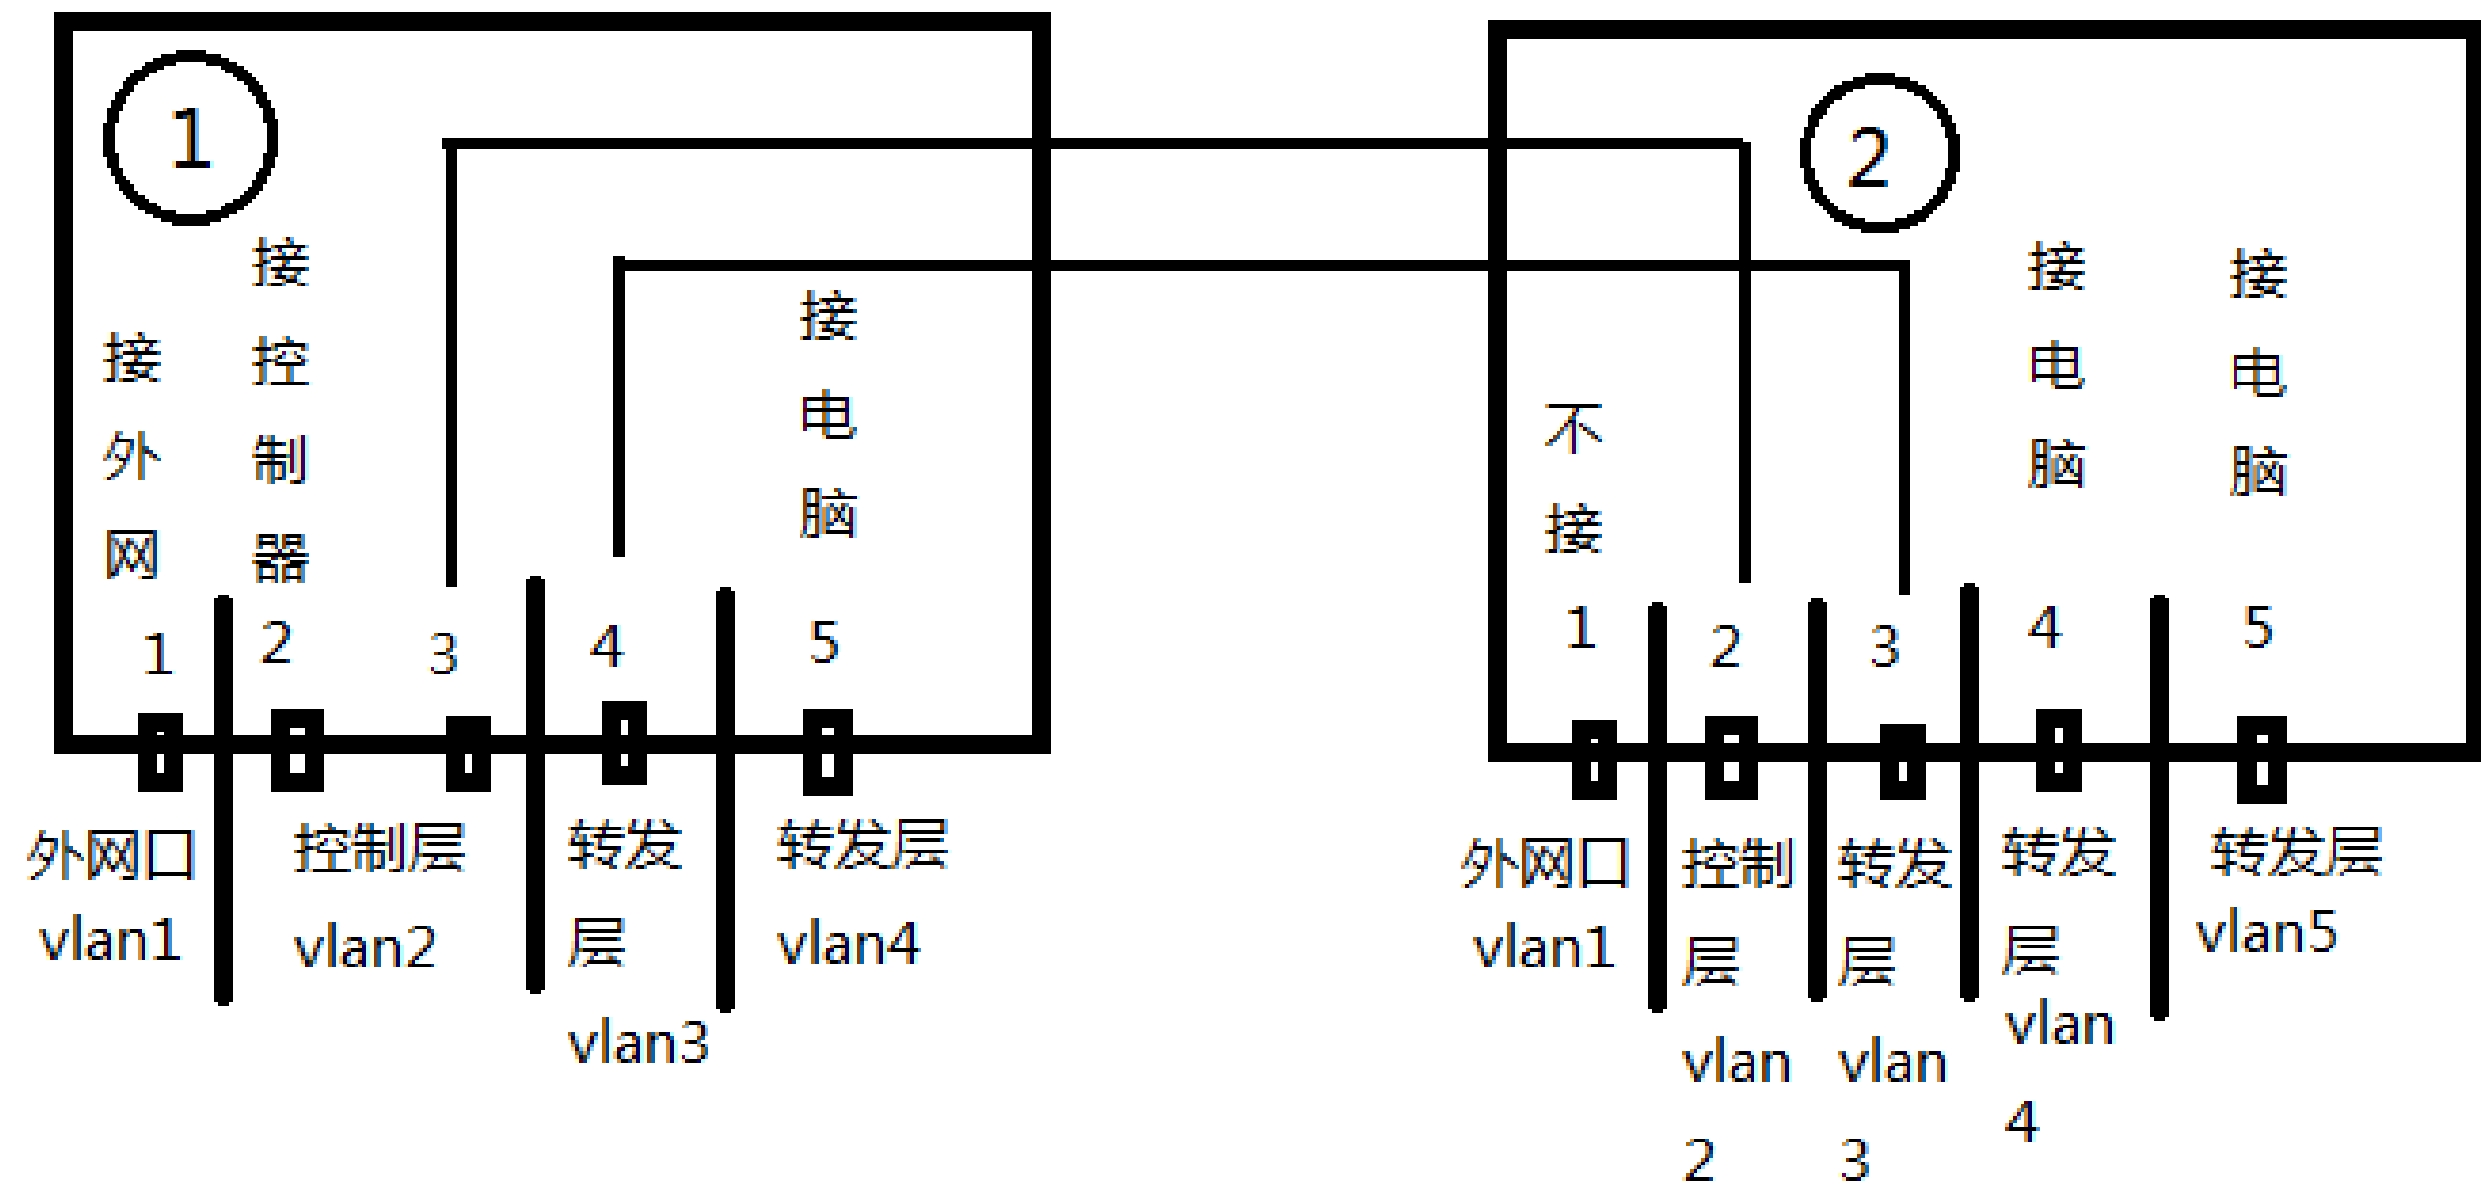 1
接外网
接控制器
接电脑
1
2
3
4
5
外网口
vlan1
控制层
vlan2
转发
层
vlan3
转发层
vlan4
2
不接
接电脑
接电脑
1
2
3
4
5
外网口
vlan1
控制
层
vlan
2
转发
层
vlan
3
转发
层
vlan
4
转发层
vlan5